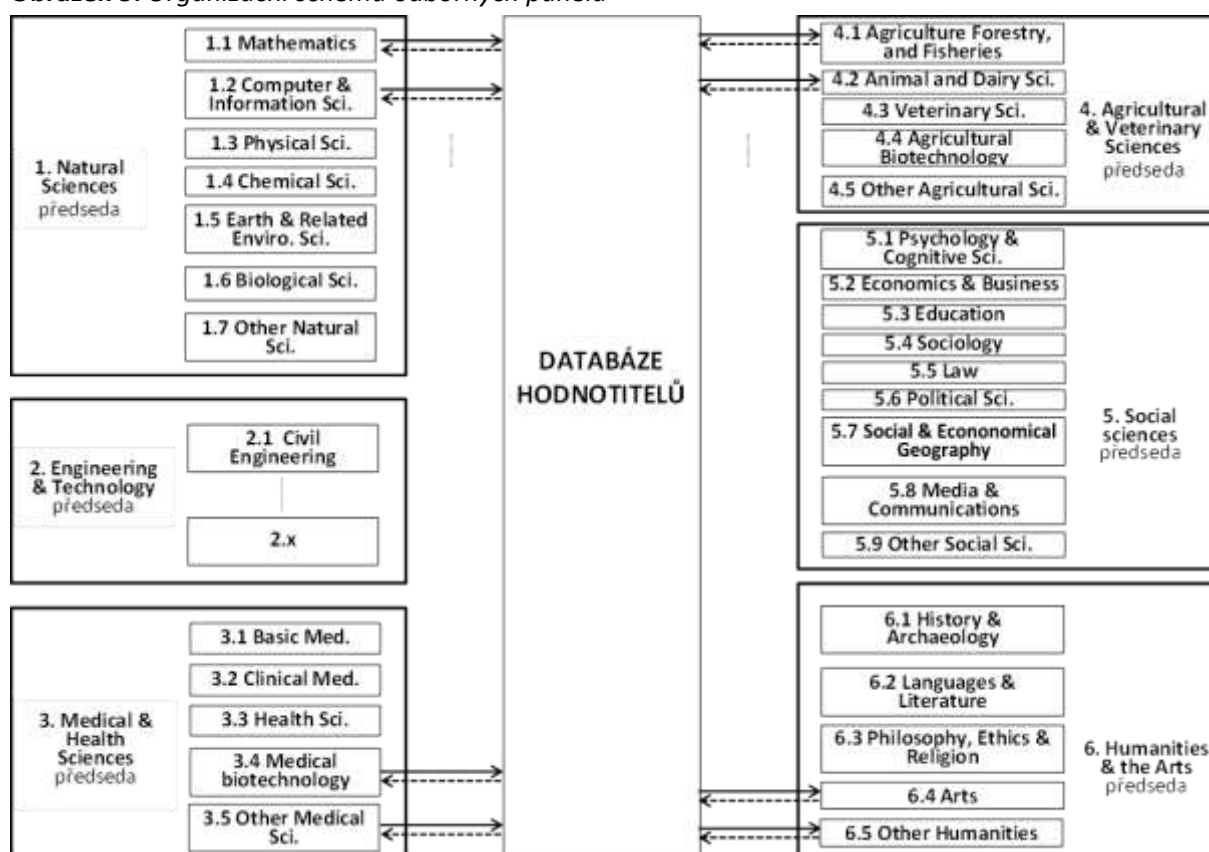 Obrázek 3: Organizační schéma odborných panelů
1. Natural
Sciences
předseda
1.1 Mathematics
1.2 Computer &
Information Sci.
1.3 Physical Sci.
1.4 Chemical Sci.
1.5 Earth & Related
Enviro. Sci.
1.6 Biological Sci.
1.7 Other Natural
Sci.
2. Engineering
& Technology
předseda
2.1 Civil
Engineering
2.x
3. Medical &
Health
Sciences
předseda
3.1 Basic Med.
3.2 Clinical Med.
3.3 Health Sci.
3.4 Medical
biotechnology
3.5 Other Medical
Sci.
DATABÁZE
HODNOTITELŮ
4.1 Agriculture Forestry,
and Fisheries
4.2 Animal and Dairy Sci.
4.3 Veterinary Sci.
4.4 Agricultural
Biotechnology
4.5 Other Agricultural Sci.
4. Agricultural
& Veterinary
Sciences
předseda
5.1 Psychology &
Cognitive Sci.
5.2 Economics & Business
5.3 Education
5.4 Sociology
5.5 Law
5.6 Political Sci.
5.7 Social & Econonomical
Geography
5.8 Media &
Communications
5.9 Other Social Sci.
5. Social
sciences
předseda
6.1 History &
Archaeology
6.2 Languages &
Literature
6.3 Philosophy, Ethics &
Religion
6.4 Arts
6.5 Other Humanities
6. Humanities
& the Arts
předseda